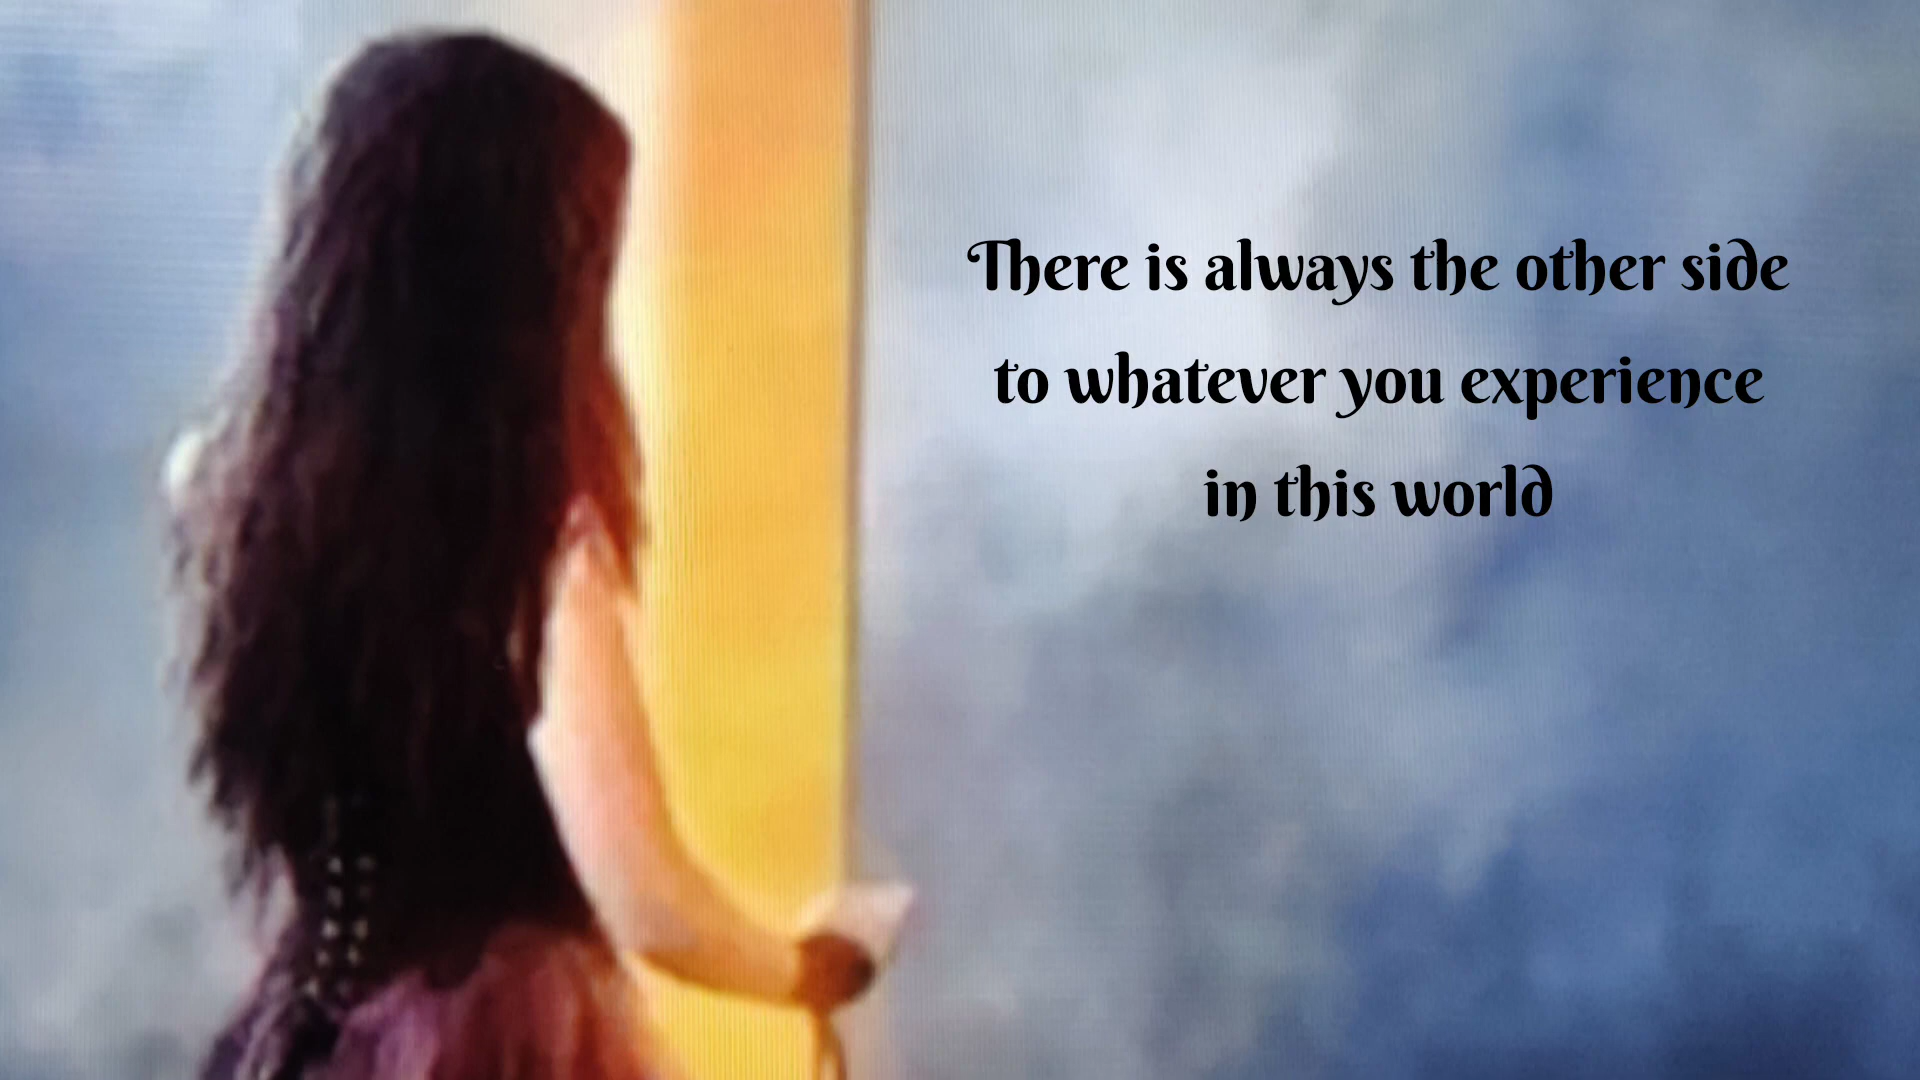 There is always the other side
to whatever you experience
in this world